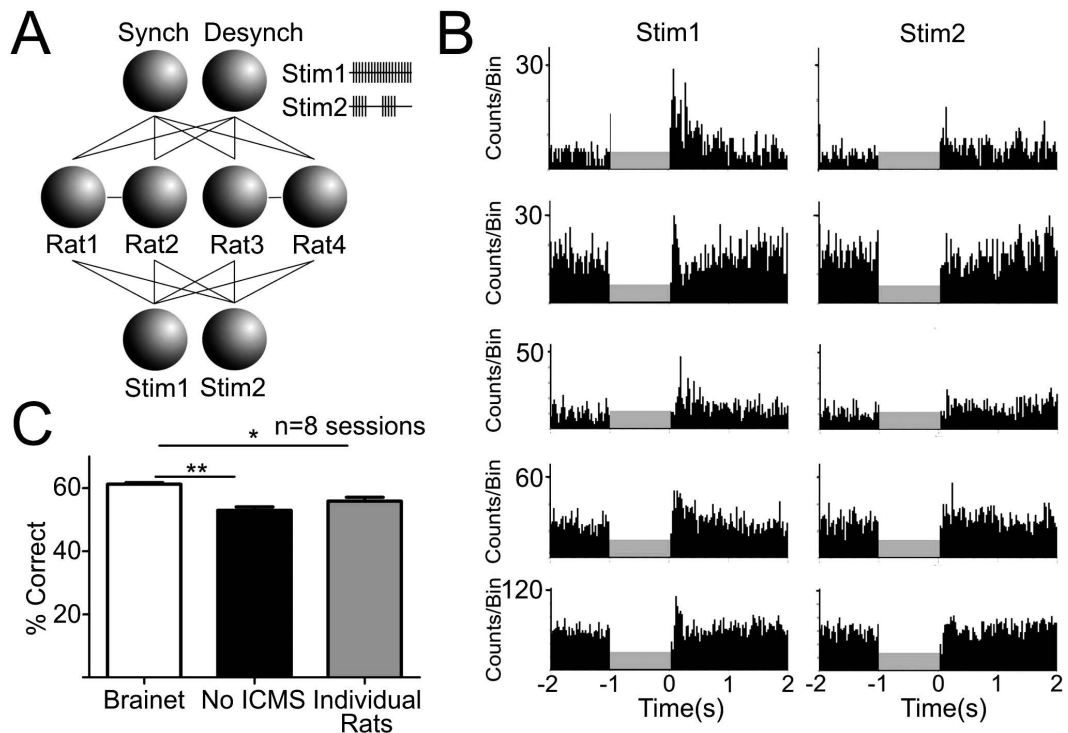 A
Synch Desynch
Stim1
Stim2
Rat1 Rat2 Rat3 Rat4
Stim1 Stim2
B
Stim1 Stim2
Counts/Bin
30
Counts/Bin
30
Counts/Bin
50
Counts/Bin
60
Counts/Bin
120
-2 -1 0 1 2 -2 -1 0 1 2
Time(s) Time(s)
C
* n=8 sessions
**
% Correct
60
40
20
Brainet No ICMS Individual
Rats